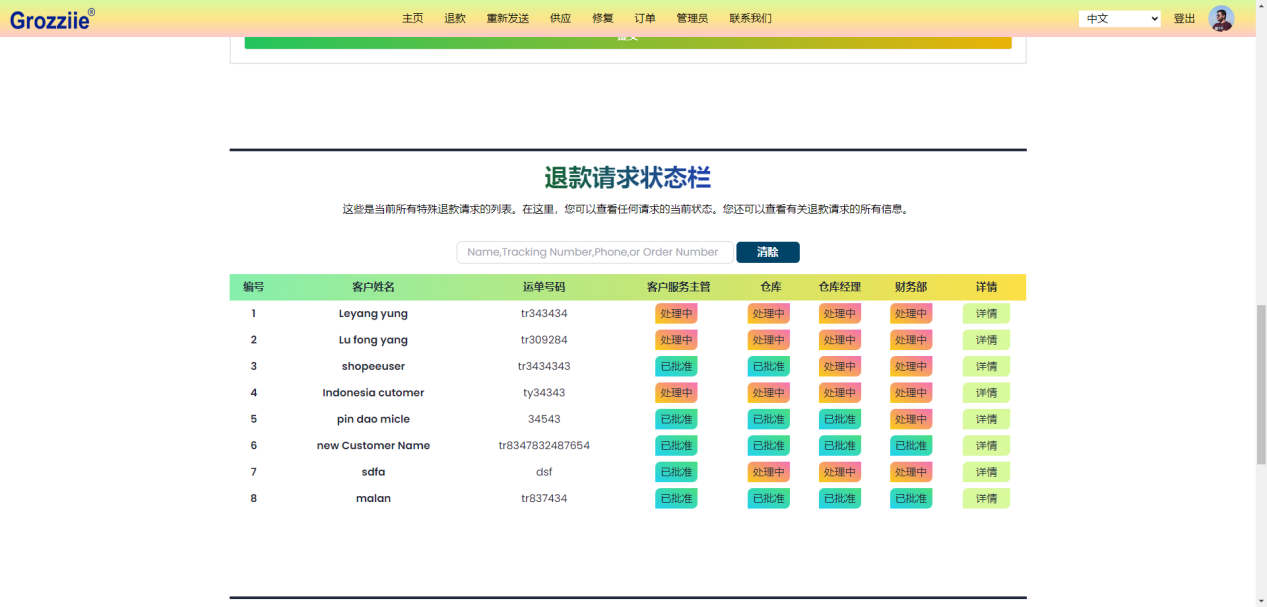 Grozziie®
主页 退款 重新发送 供应 修复 订单 管理员 联系我们 中文 登出
退款请求状态栏
这些是当前所有特殊退款请求的列表。在这里，您可以查看任何请求的当前状态。您还可以查看有关退款请求的所有信息。
Name,Tracking Number,Phone,or Order Number 清除
编号 客户姓名 运单号码 客户服务主管 仓库 仓库经理 财务部 详情
1 Leyang yung tr343434 处理中 处理中 处理中 处理中 详情
2 Lu fong yang tr309284 处理中 处理中 处理中 处理中 详情
3 shopeeuser tr3434343 已批准 已批准 处理中 处理中 详情
4 Indonesia cutomer ty34343 处理中 处理中 处理中 处理中 详情
5 pin dao micle 34543 已批准 已批准 已批准 处理中 详情
6 new Customer Name tr8347832487654 已批准 已批准 已批准 已批准 详情
7 sdfa dsf 已批准 处理中 处理中 处理中 详情
8 malan tr837434 已批准 已批准 已批准 已批准 详情